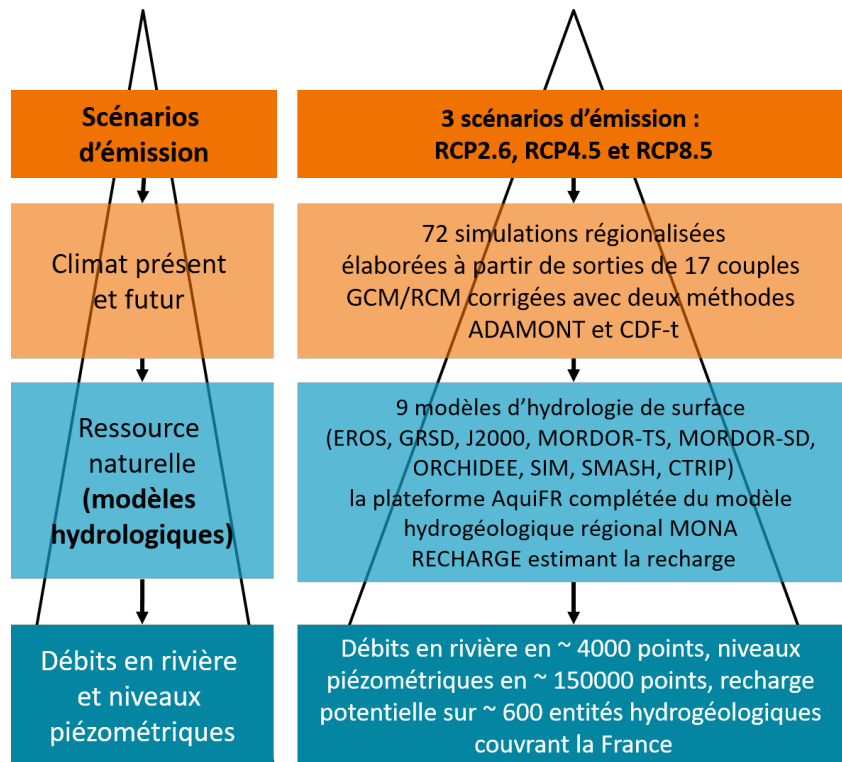 Scénarios
d'émission
3 scénarios d'émission :
RCP2.6, RCP4.5 et RCP8.5
Climat présent
et futur
72 simulations régionalisées
élaborées à partir de sorties de 17 couples
GCM/RCM corrigées avec deux méthodes
ADAMONT et CDF-t
Ressource
naturelle
(modèles
hydrologiques)
9 modèles d'hydrologie de surface
(EROS, GRSD, J2000, MORDOR-TS, MORDOR-SD,
ORCHIDEE, SIM, SMASH, CTRIP)
la plateforme AquiFR complétée du modèle
hydrogéologique régional MONA
RECHARGE estimant la recharge
Débits en rivière
et niveaux
piézométriques
Débits en rivière en ~ 4000 points, niveaux
piézométriques en ~ 150000 points, recharge
potentielle sur ~ 600 entités hydrogéologiques
couvrant la France